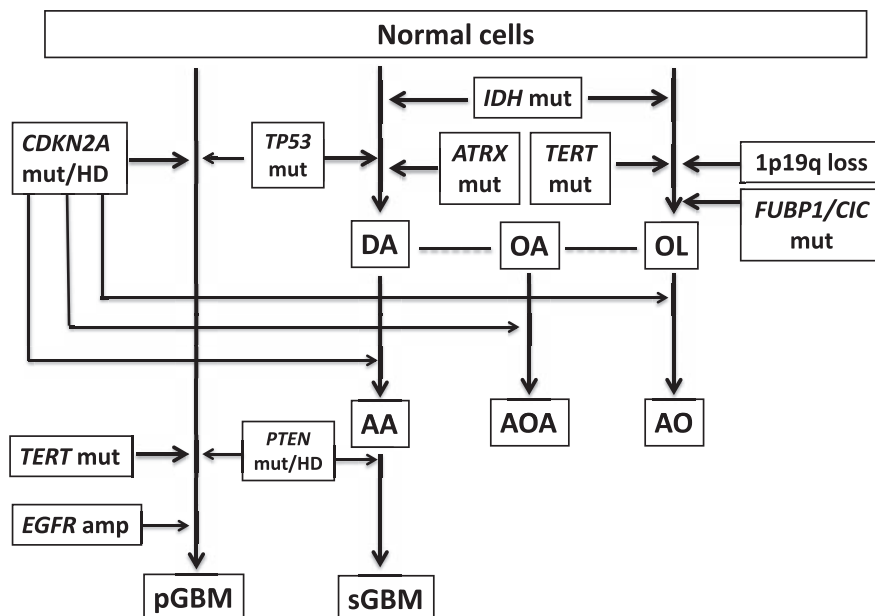 Normal cells
IDH mut
CDKN2A
mut/HD
TP53
mut
ATRX
mut
TERT
mut
1p19q loss
FUBP1/CIC
mut
DA
OA
OL
AA
AOA
AO
TERT mut
PTEN
mut/HD
EGFR amp
pGBM
sGBM